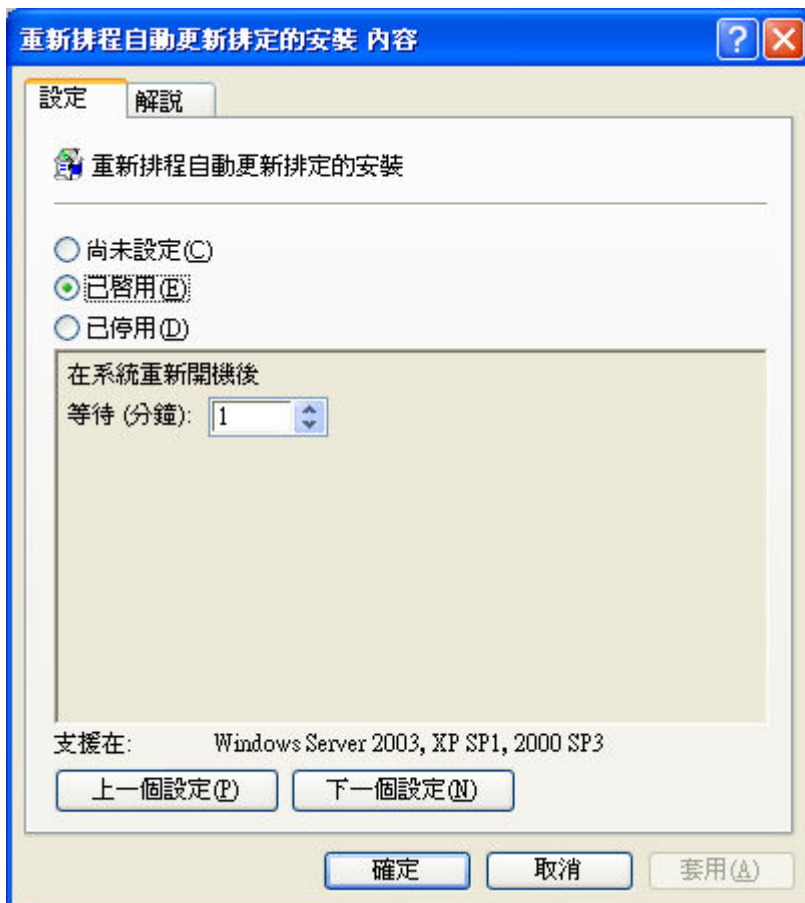 重新排程自動更新排定的安裝 內容
設定 解說
重新排程自動更新排定的安裝
尚未設定(C)
已啓用(E)
已停用(D)
在系統重新開機後
等待 (分鐘): 1
支援在: Windows Server 2003, XP SP1, 2000 SP3
上一個設定(P) 下一個設定(N)
確定 取消 套用(A)